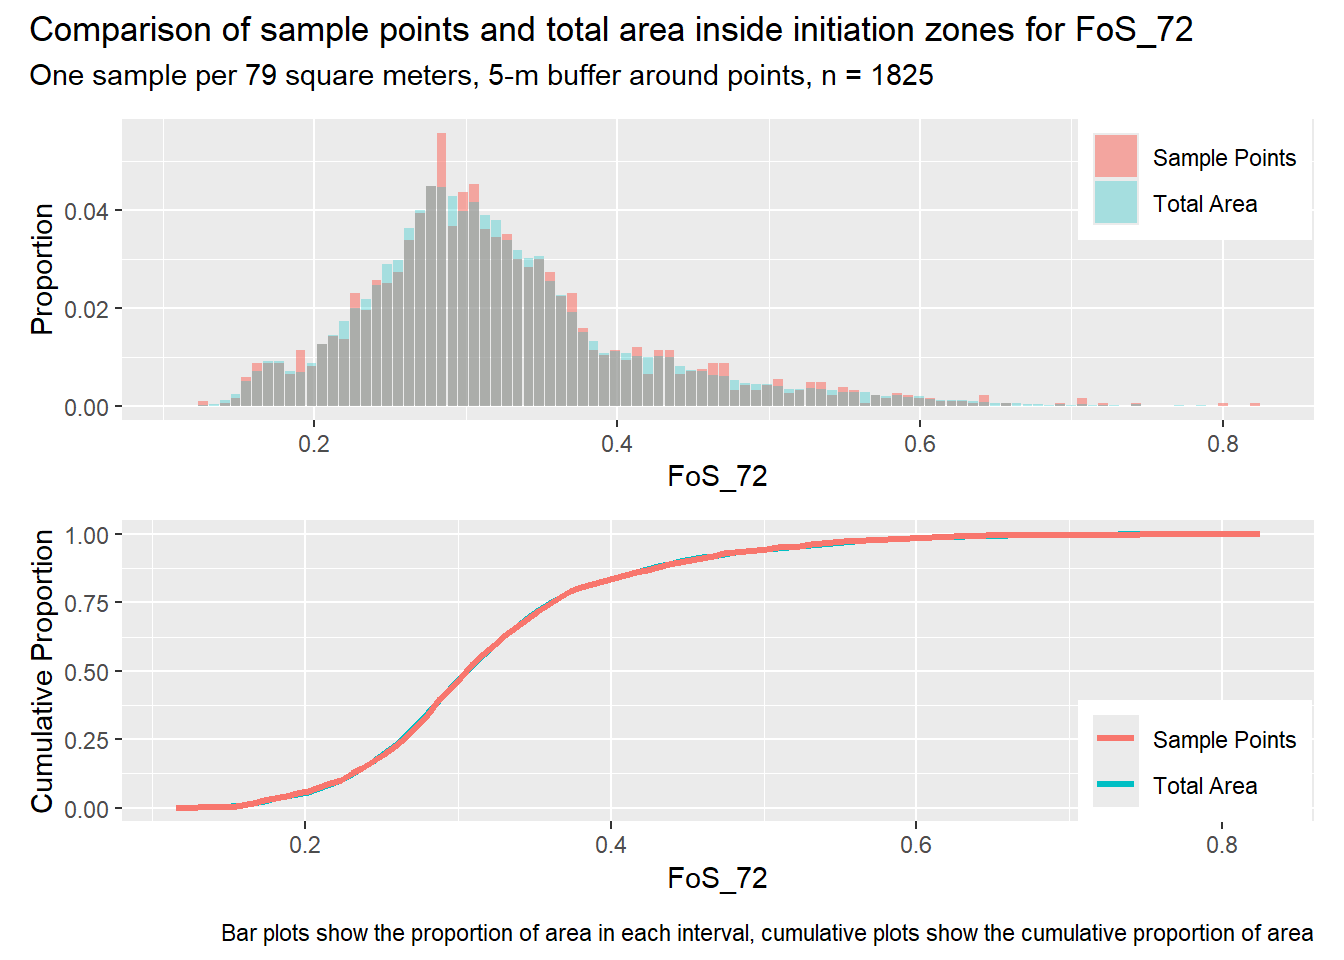 Comparison of sample points and total area inside initiation zones for FoS_72
One sample per 79 square meters, 5-m buffer around points, n = 1825
Proportion
0.04
0.02
0.00
Sample Points
Total Area
0.2 0.4 0.6 0.8
FoS_72
Cumulative Proportion
1.00
0.75
0.50
0.25
0.00
Sample Points
Total Area
0.2 0.4 0.6 0.8
FoS_72
Bar plots show the proportion of area in each interval, cumulative plots show the cumulative proportion of area